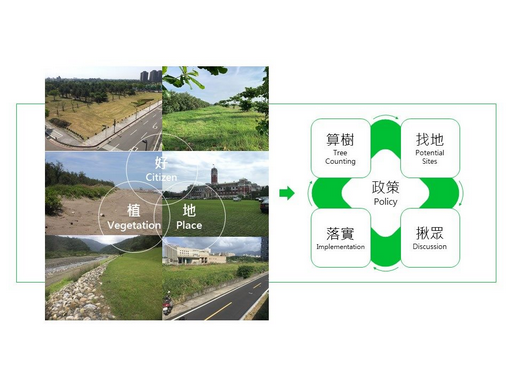 好
Citizen
植
Vegetation
地
Place
算樹
Tree
Counting
找地
Potential
Sites
政策
Policy
落實
Implementation
揪眾
Discussion